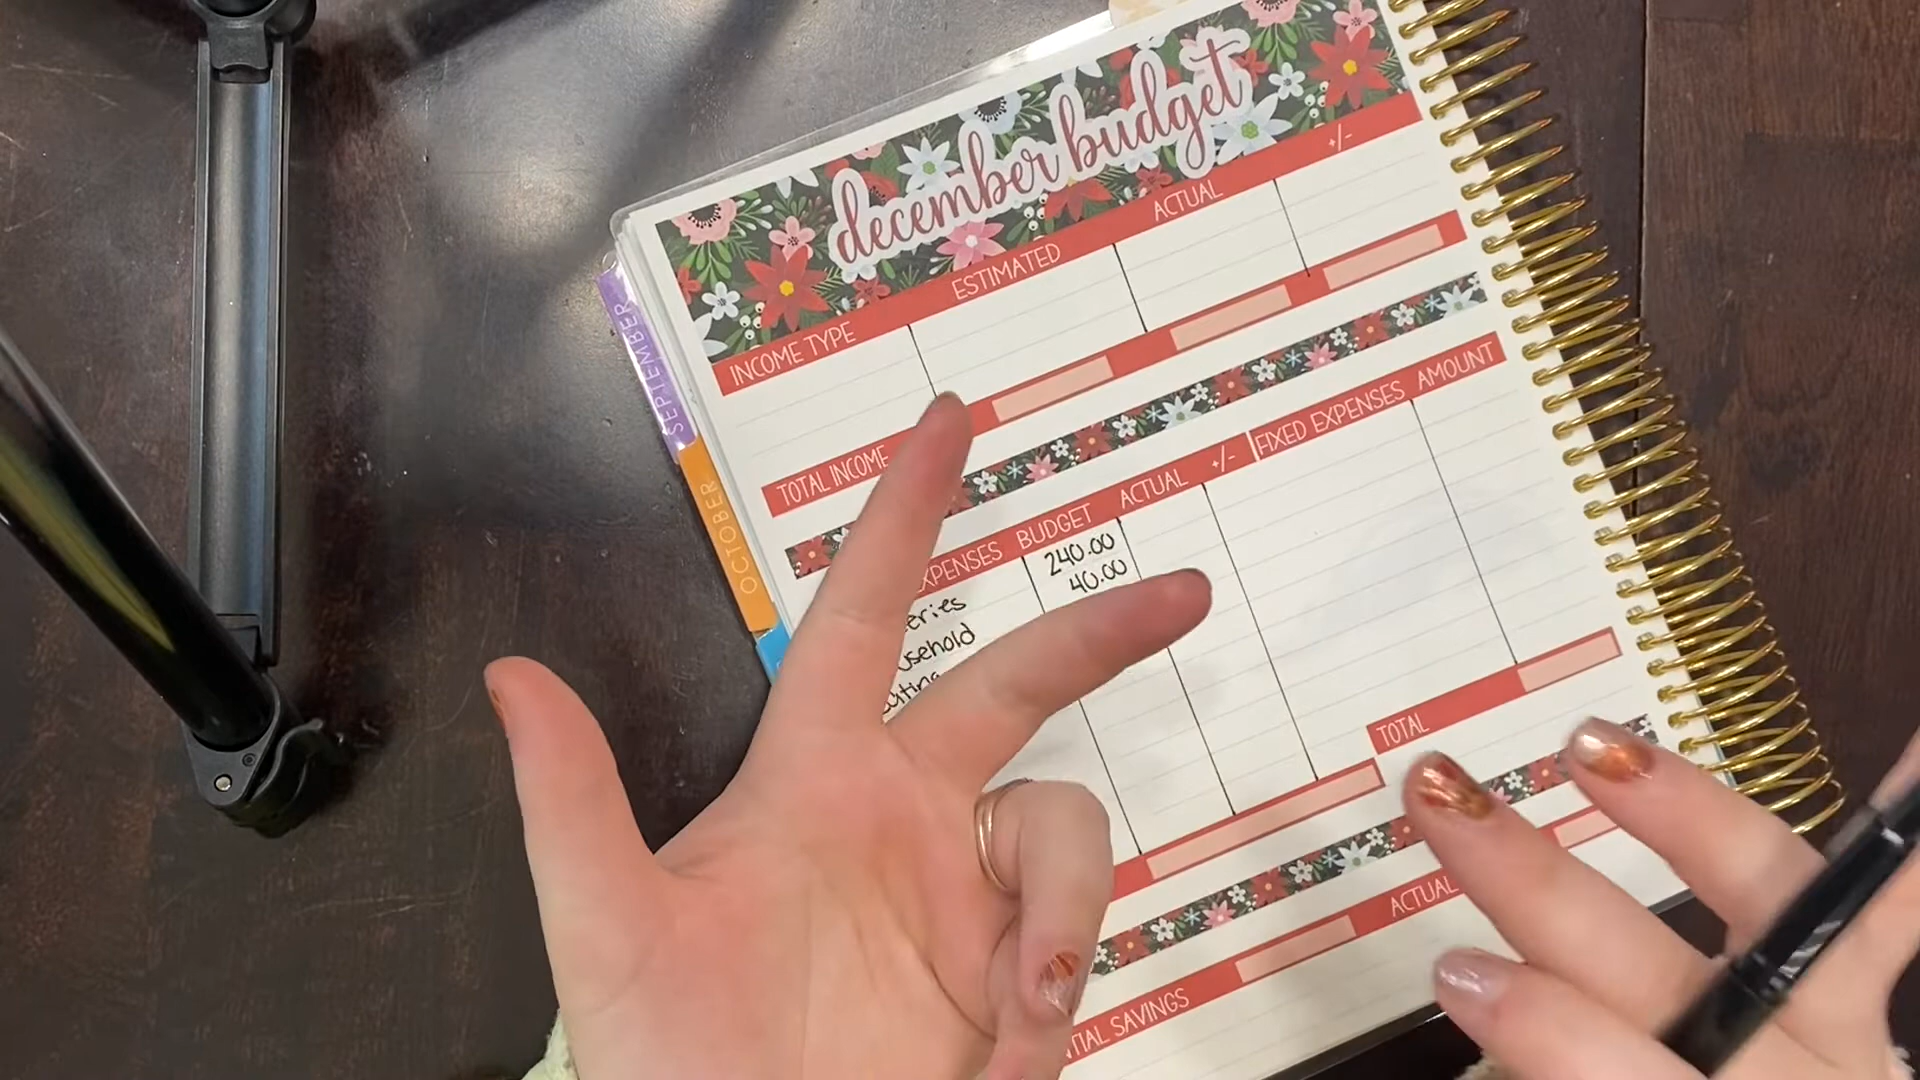 december budget
INCOME TYPE ESTIMATED ACTUAL +/-
TOTAL INCOME
EXPENSES BUDGET ACTUAL +/- FIXED EXPENSES AMOUNT
eries 240.00
usehold 40.00
TOTAL
ACTUAL
TIAL SAVINGS
SEPTEMBER
OCTOBER